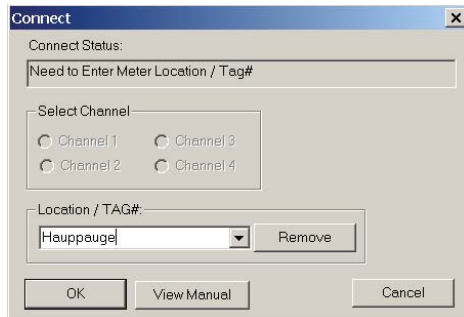 Connect
Connect Status:
Need to Enter Meter Location / Tag#
Select Channel
Channel 1
Channel 3
Channel 2
Channel 4
Location / TAG#:
Hauppauge
Remove
OK
View Manual
Cancel